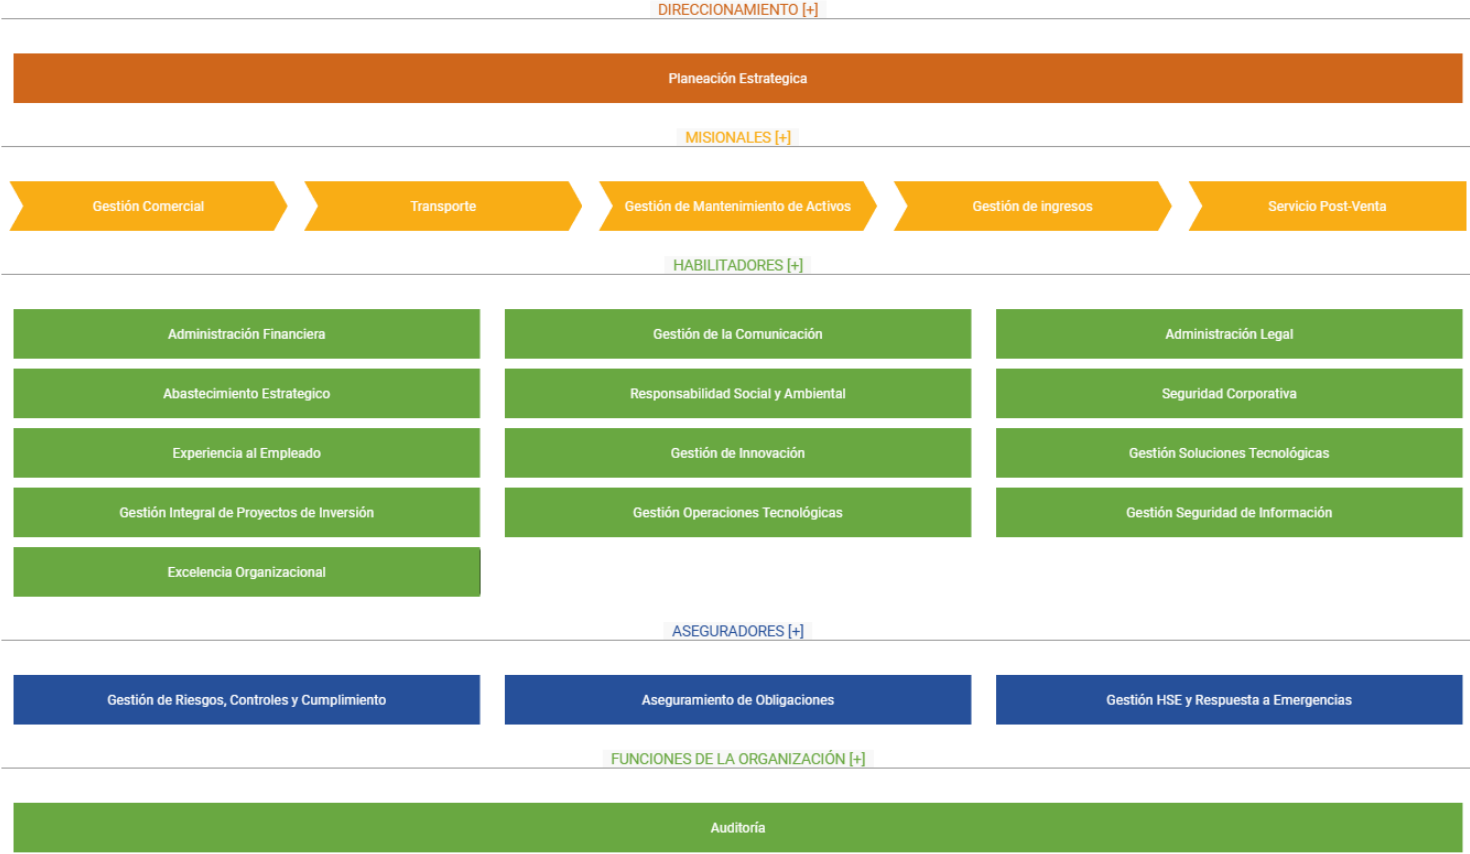 DIRECCIONAMIENTO [+]
Planeación Estrategica
MISIONALES [+]
Gestión Comercial
Transporte
Gestión de Mantenimiento de Activos
Gestión de ingresos
Servicio Post-Venta
HABILITADORES [+]
Administración Financiera
Gestión de la Comunicación
Administración Legal
Abastecimiento Estrategico
Responsabilidad Social y Ambiental
Seguridad Corporativa
Experiencia al Empleado
Gestión de Innovación
Gestión Soluciones Tecnológicas
Gestión Integral de Proyectos de Inversión
Gestión Operaciones Tecnológicas
Gestión Seguridad de Información
Excelencia Organizacional
ASEGURADORES [+]
Gestión de Riesgos, Controles y Cumplimiento
Aseguramiento de Obligaciones
Gestión HSE y Respuesta a Emergencias
FUNCIONES DE LA ORGANIZACIÓN [+]
Auditoría